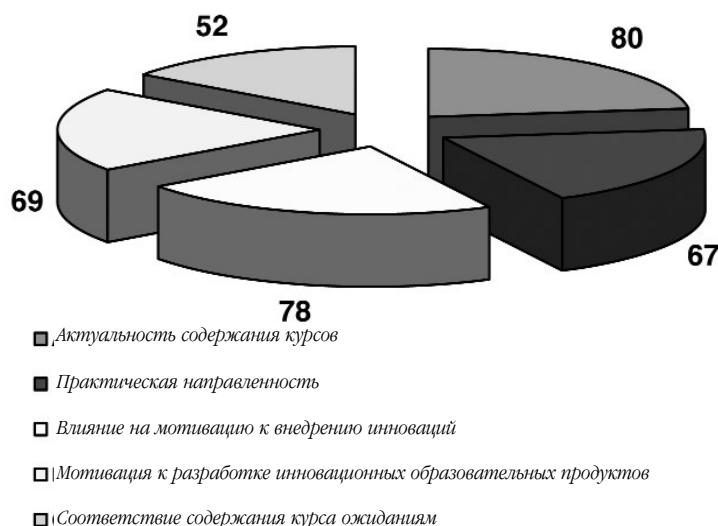 52
80
69
67
78
Актуальность содержания курсов
Практическая направленность
Влияние на мотивацию к внедрению инноваций
Мотивация к разработке инновационных образовательных продуктов
Соответствие содержания курса ожиданиям